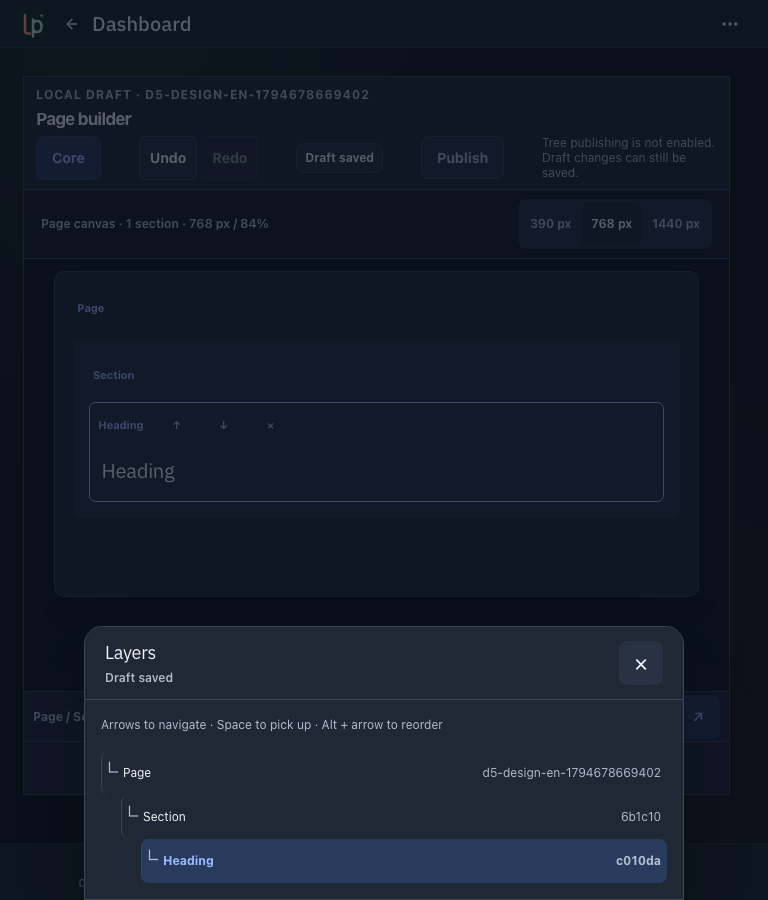 lp
← Dashboard
LOCAL DRAFT · D5-DESIGN-EN-1794678669402
Page builder
Core
Undo
Redo
Draft saved
Publish
Tree publishing is not enabled.
Draft changes can still be
saved.
Page canvas · 1 section · 768 px / 84%
390 px
768 px
1440 px
Page
Section
Heading ↑ ↓ ×
Heading
Layers
Draft saved
Page / Se
Arrows to navigate · Space to pick up · Alt + arrow to reorder
Page d5-design-en-1794678669402
Section 6b1c10
Heading c010da